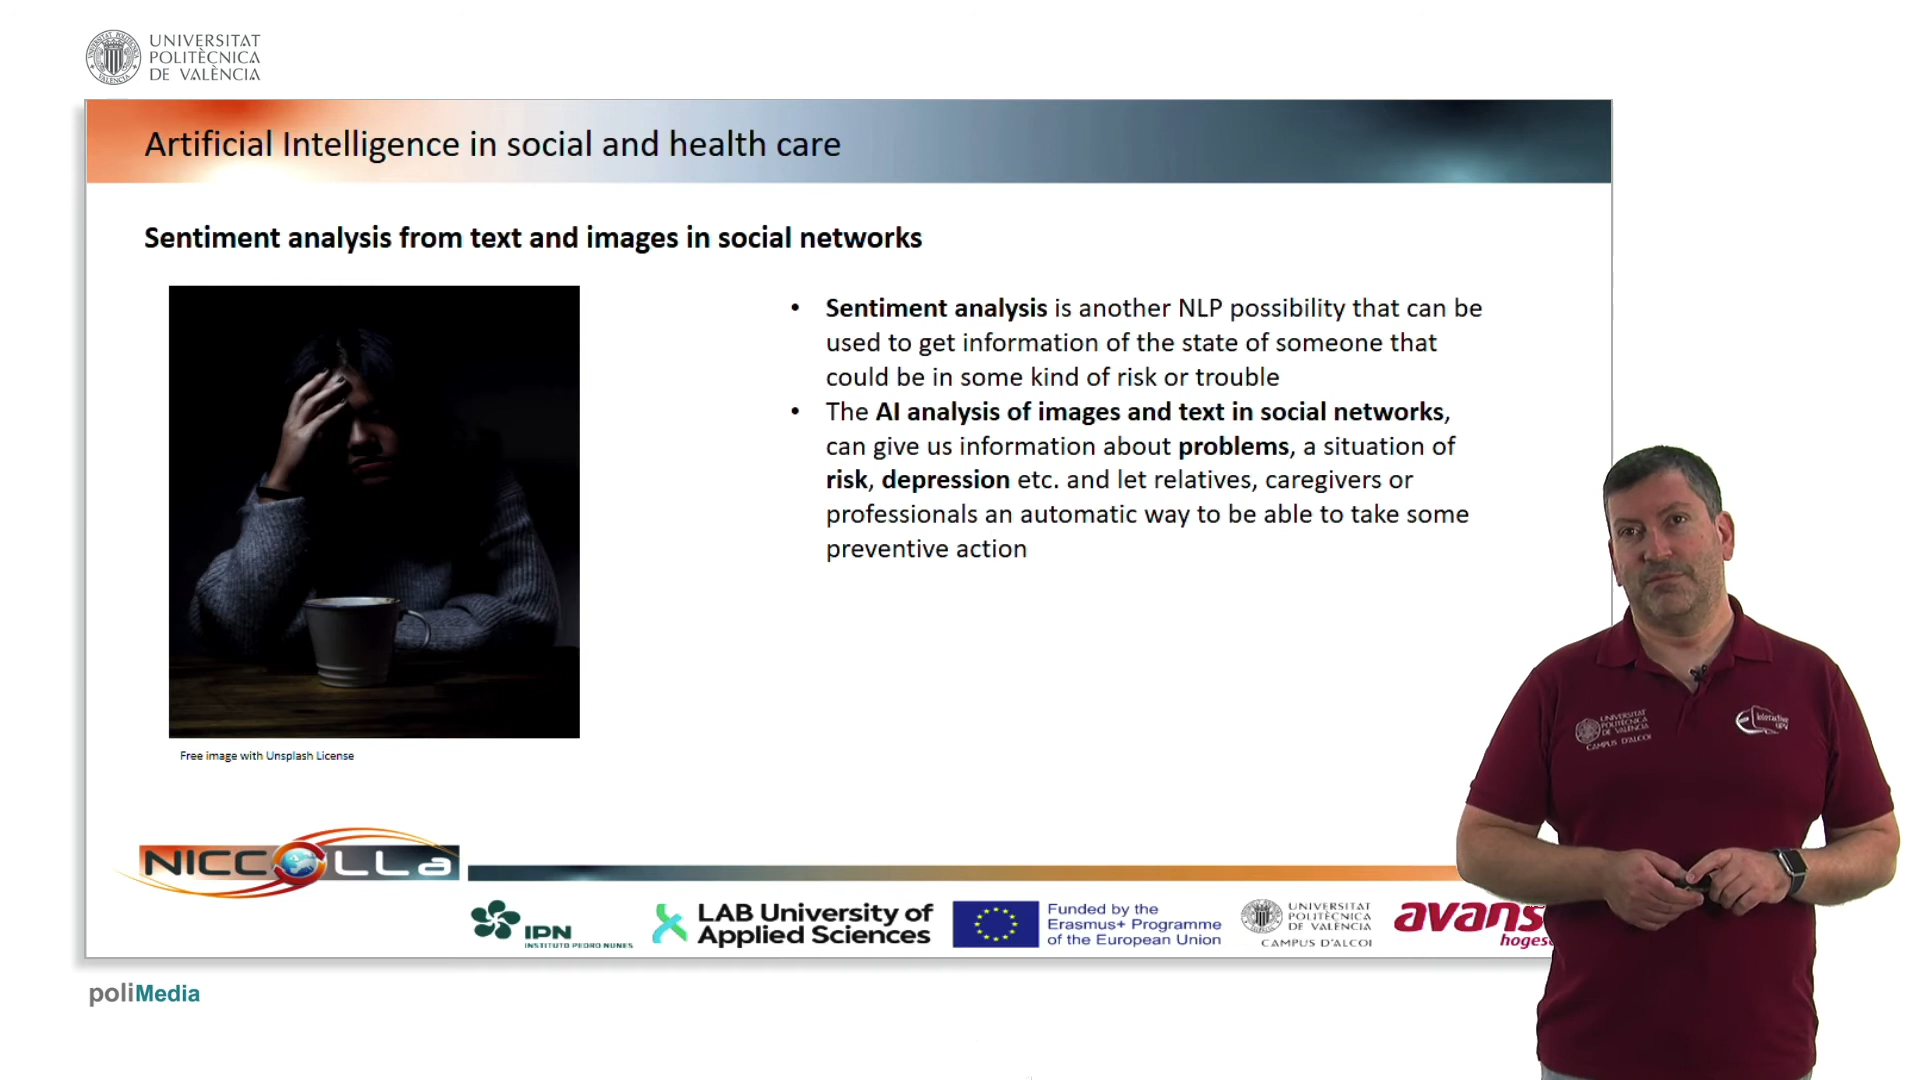 UNIVERSITAT
POLITÈCNICA
DE VALÈNCIA
Artificial Intelligence in social and health care
Sentiment analysis from text and images in social networks
• Sentiment analysis is another NLP possibility that can be
used to get information of the state of someone that
could be in some kind of risk or trouble
• The AI analysis of images and text in social networks,
can give us information about problems, a situation of
risk, depression etc. and let relatives, caregivers or
professionals an automatic way to be able to take some
preventive action
Free image with Unsplash License
UNIVERSITAT
POLITÈCNICA
DE VALÈNCIA
CAMPUS D'ALCOI
NICCOLLa
IPN
INSTITUTO PEDRO NUNES
LAB University of
Applied Sciences
Funded by the
Erasmus+ Programme
of the European Union
UNIVERSITAT
POLITÈCNICA
DE VALÈNCIA
CAMPUS D'ALCOI
avans
hoges
poliMedia